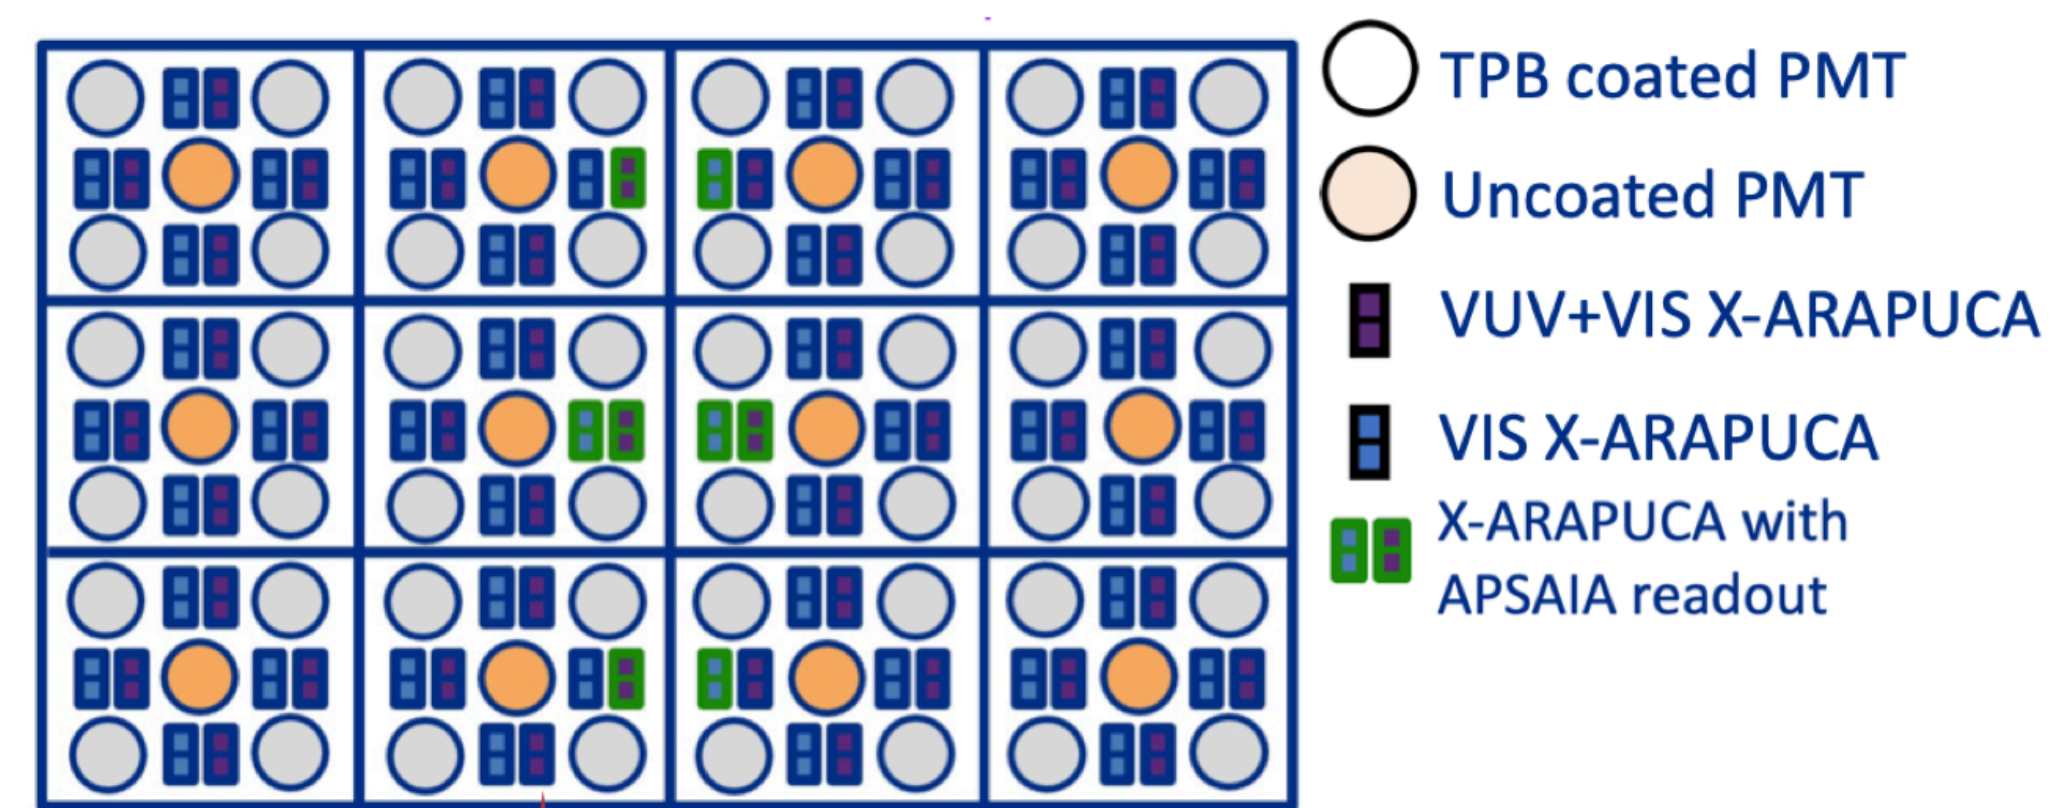 TPB coated PMT
Uncoated PMT
VUV+VIS X-ARAPUCA
VIS X-ARAPUCA
X-ARAPUCA with
APSAIA readout